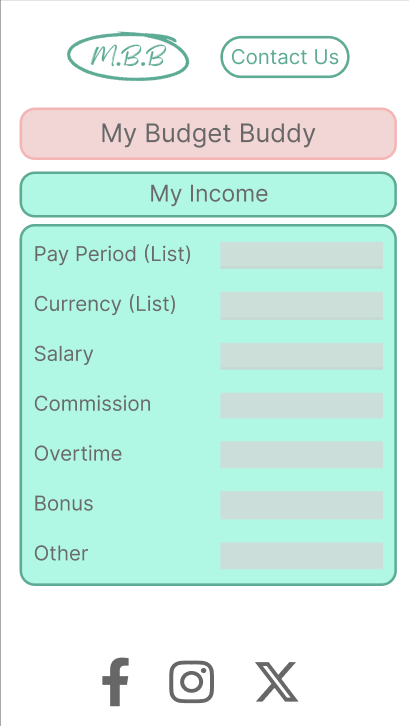 M.B.B
Contact Us
My Budget Buddy
My Income
Pay Period (List)
Currency (List)
Salary
Commission
Overtime
Bonus
Other